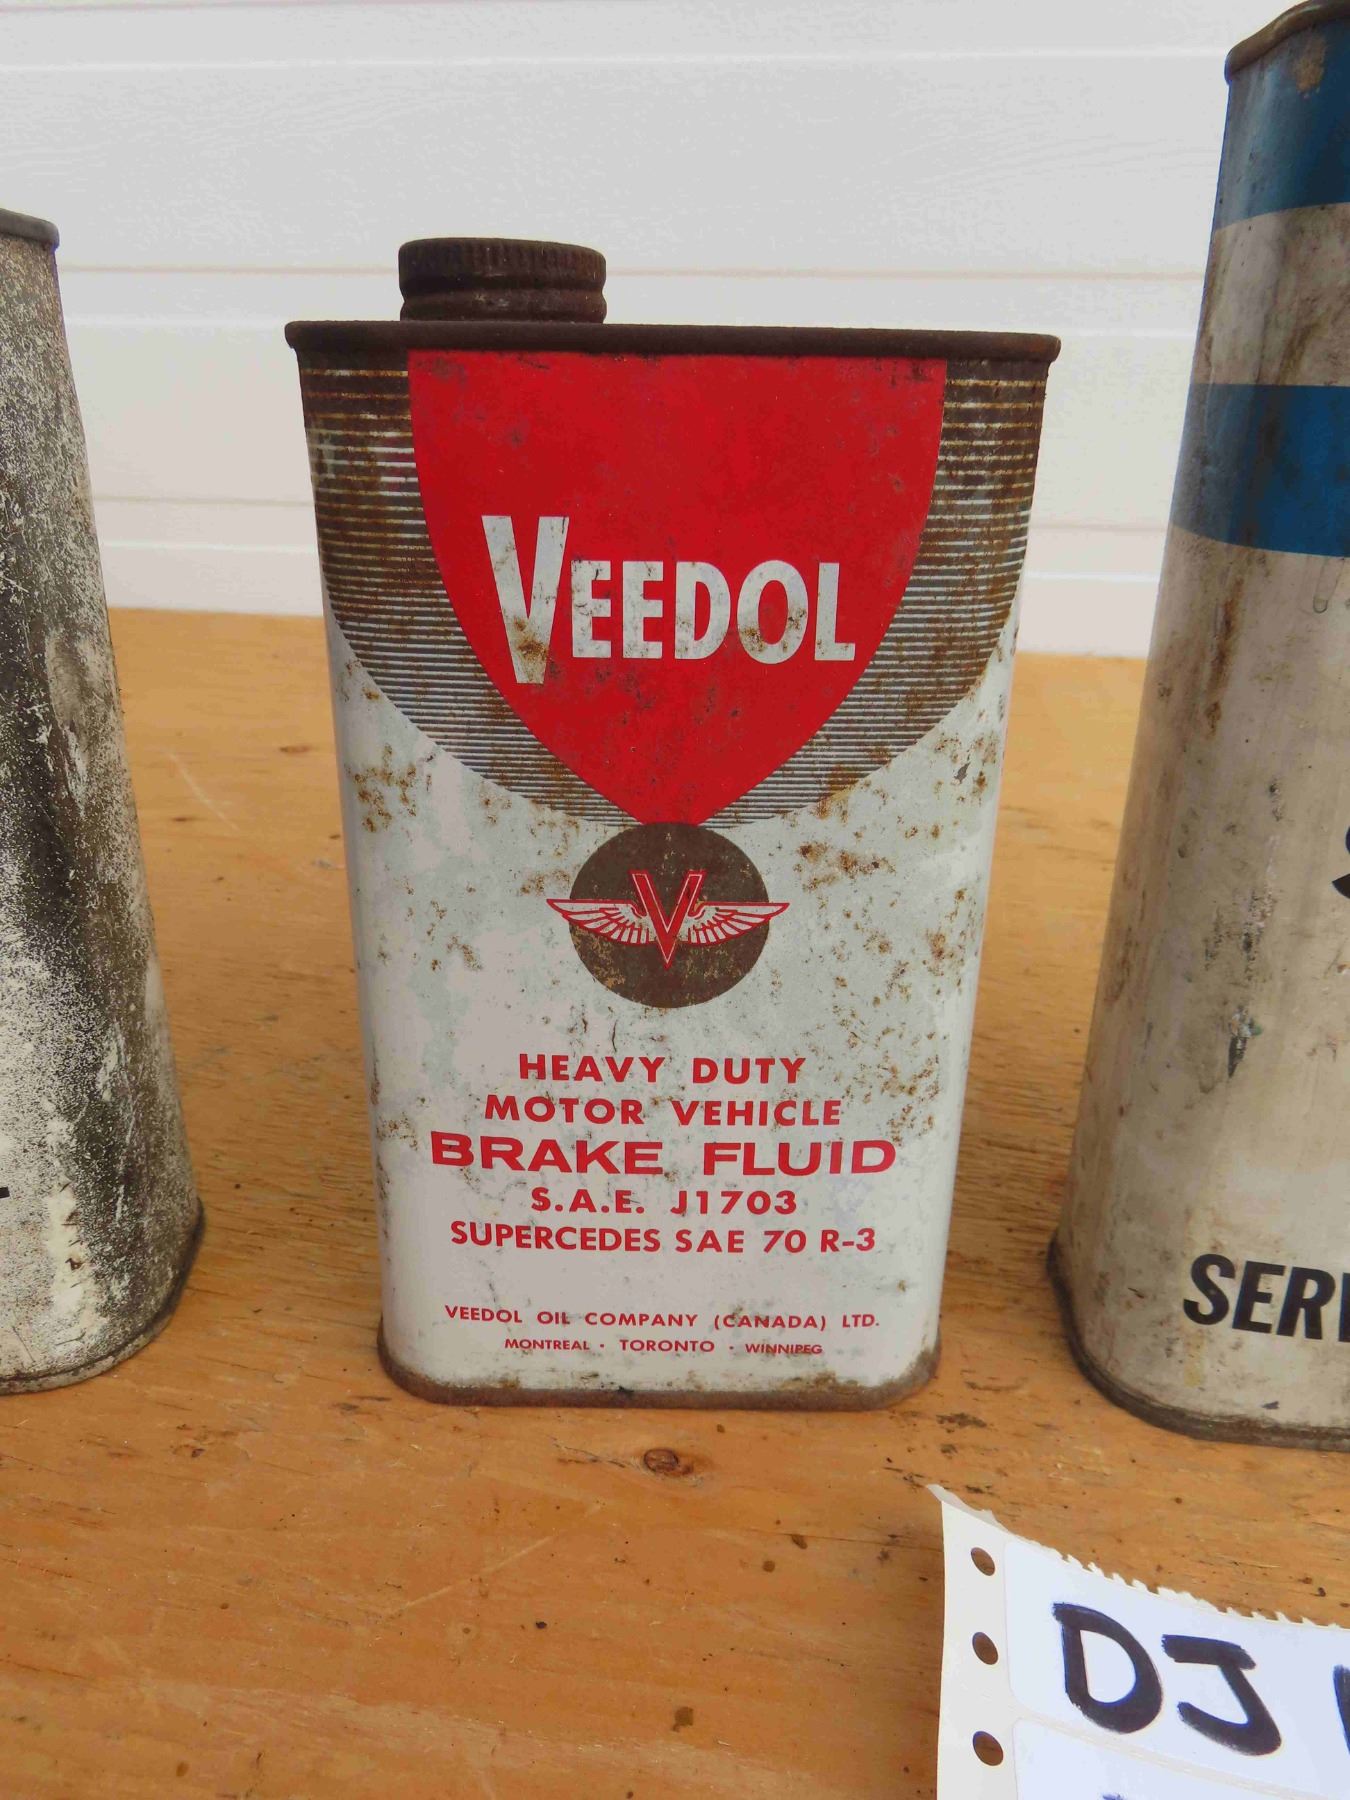 VEEDOL
V
HEAVY DUTY
MOTOR VEHICLE
BRAKE FLUID
S.A.E. J1703
SUPERCEDES SAE 70 R-3
VEEDOL OIL COMPANY (CANADA) LTD.
MONTREAL · TORONTO · WINNIPEG
DJ